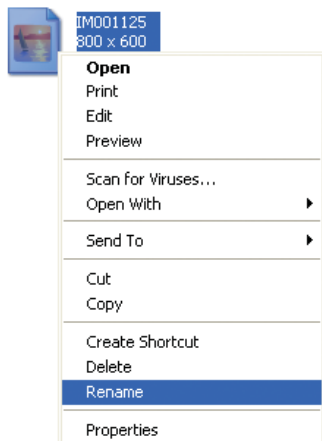 IM001125
800 x 600
Open
Print
Edit
Preview
Scan for Viruses...
Open With
Send To
Cut
Copy
Create Shortcut
Delete
Rename
Properties